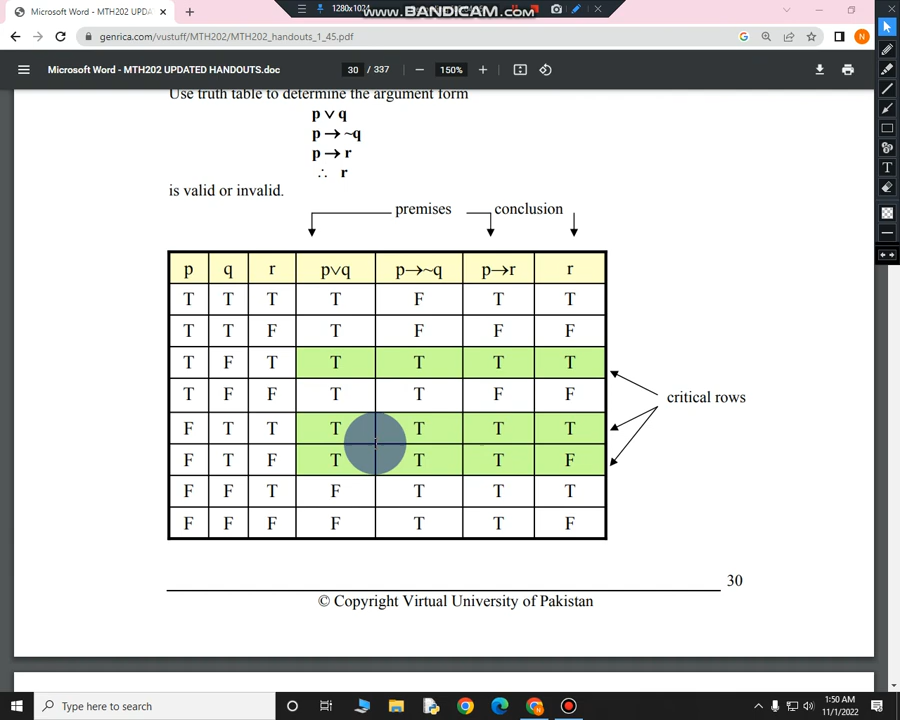 Microsoft Word - MTH202 UPDA
1280x1024
WWW.BANDICAM.COM
genrica.com/vustuff/MTH202/MTH202_handouts_1_45.pdf
N
Microsoft Word - MTH202 UPDATED HANDOUTS.doc
30 / 337
150%
T
Use truth table to determine the argument form
p ∨ q
p → ~q
p → r
∴ r
is valid or invalid.
premises conclusion
p q r p∨q p→~q p→r r
T T T T F T T
T T F T F F F
T F T T T T T
T F F T T F F
F T T T T T T
F T F T T T F
F F T F T T T
F F F F T T F
critical rows
30
© Copyright Virtual University of Pakistan
Type here to search
1:50 AM
11/1/2022